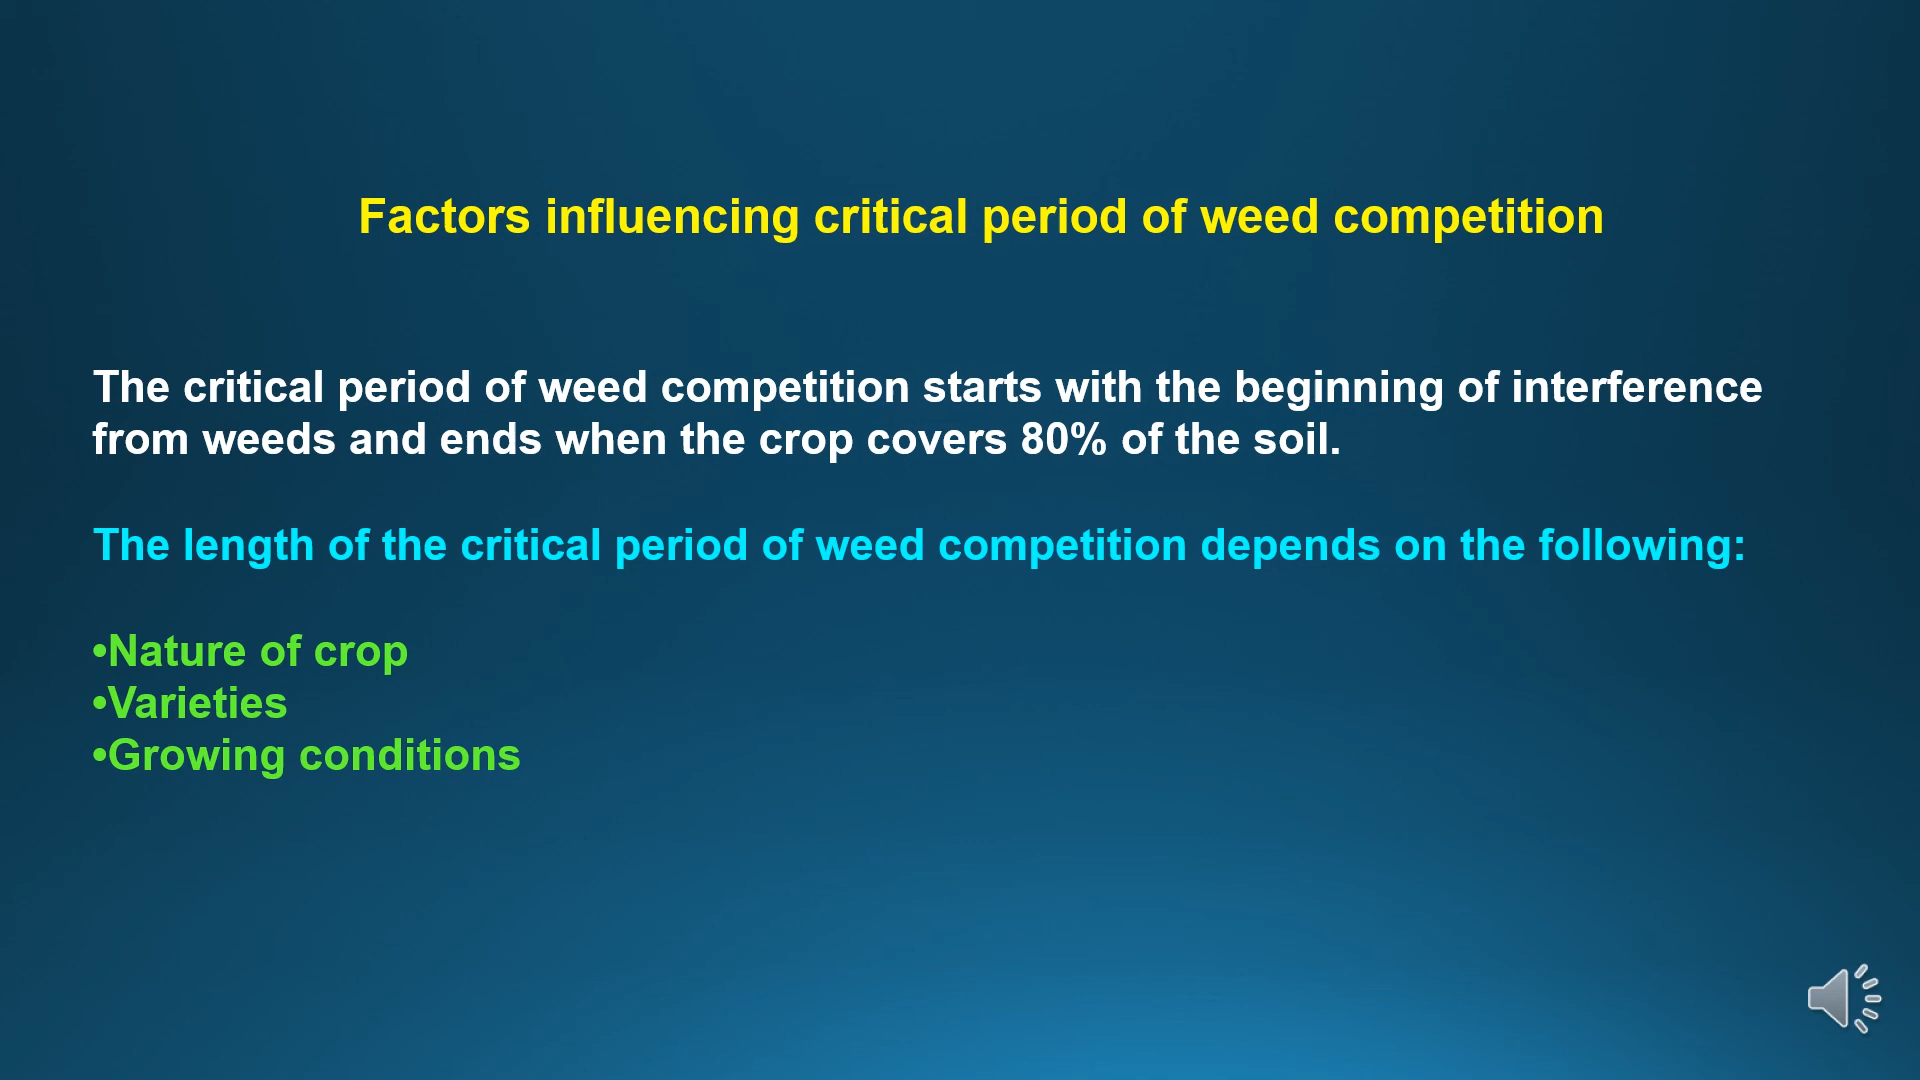 Factors influencing critical period of weed competition
The critical period of weed competition starts with the beginning of interference
from weeds and ends when the crop covers 80% of the soil.
The length of the critical period of weed competition depends on the following:
•Nature of crop
•Varieties
•Growing conditions